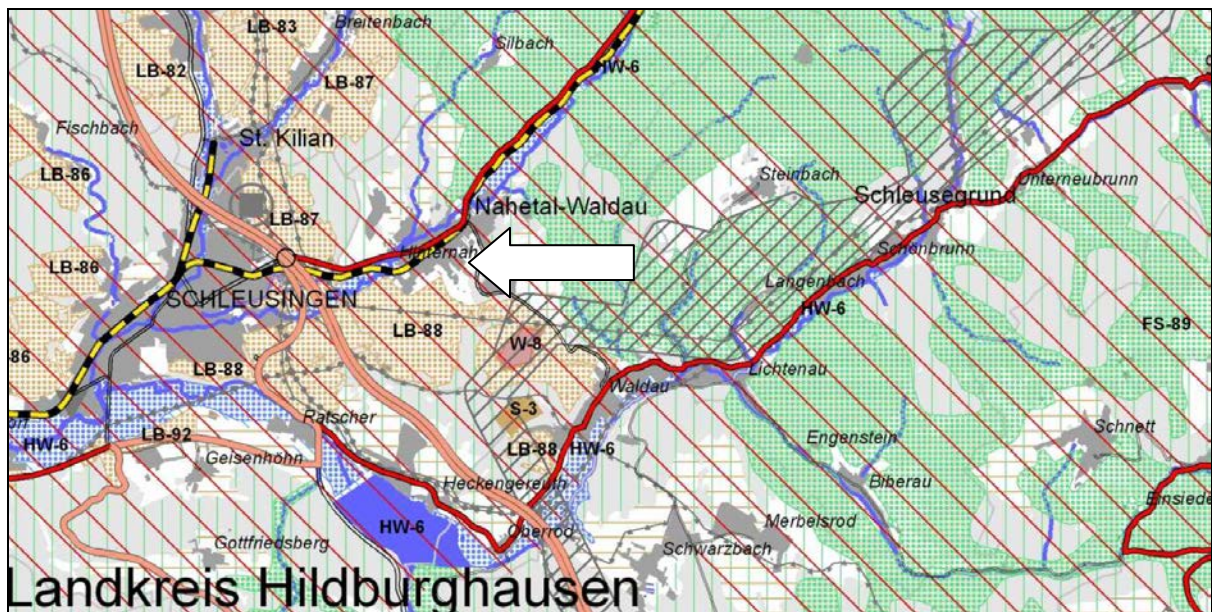 LB-83
Breitenbach
LB-82
LB-87
Silbach
HW-6
Fischbach
St. Kilian
Steinbach
Unterneubrunn
LB-86
LB-87
Nahetal-Waldau
Schleusegrund
Hinternah
Schönbrunn
LB-86
SCHLEUSINGEN
Langenbach
HW-6
LB-88
W-8
FS-89
-86
LB-88
Waldau
Lichtenau
S-3
Ratscher
LB-92
HW-6
LB-88
HW-6
Engenstein
Schnett
Geisenhöhn
Heckengereuth
Biberau
HW-6
Oberrod
Merbelsrod
Einsiede
Gottfriedsberg
Schwarzbach
Landkreis Hildburghausen